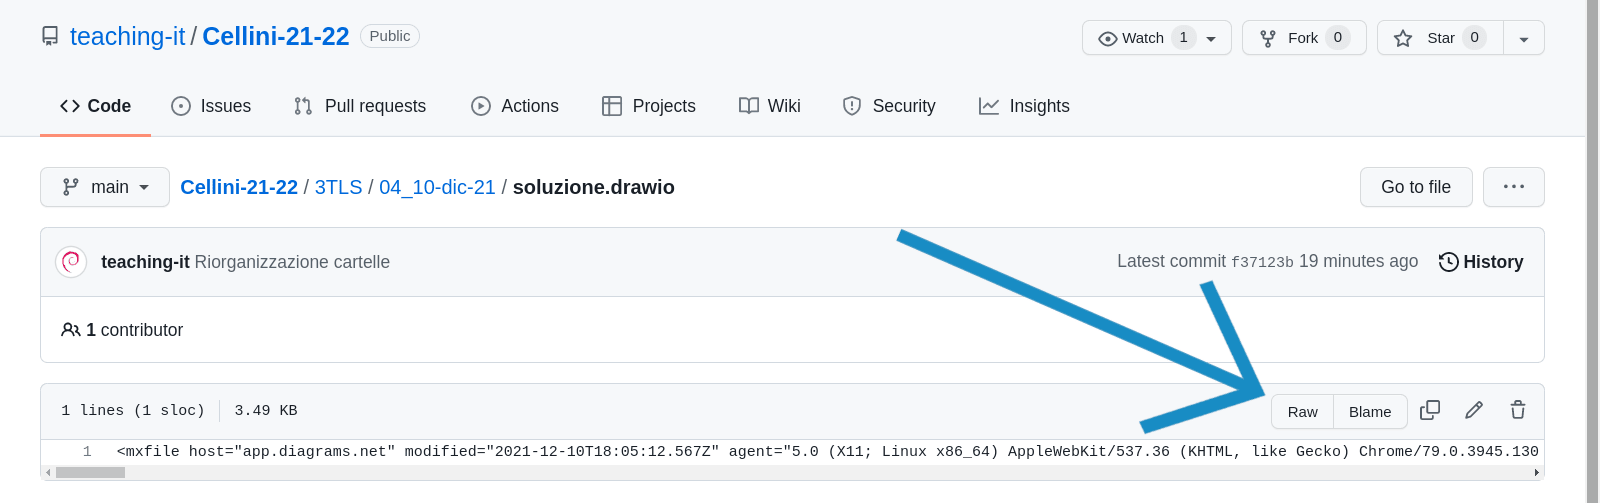 teaching-it / Cellini-21-22 Public Watch 1 Fork 0 Star 0
Code Issues Pull requests Actions Projects Wiki Security Insights
main Cellini-21-22 / 3TLS / 04_10-dic-21 / soluzione.drawio Go to file ...
teaching-it Riorganizzazione cartelle Latest commit f37123b 19 minutes ago History
1 contributor
1 lines (1 sloc) 3.49 KB Raw Blame
1 <mxfile host="app.diagrams.net" modified="2021-12-10T18:05:12.567Z" agent="5.0 (X11; Linux x86_64) AppleWebKit/537.36 (KHTML, like Gecko) Chrome/79.0.3945.130